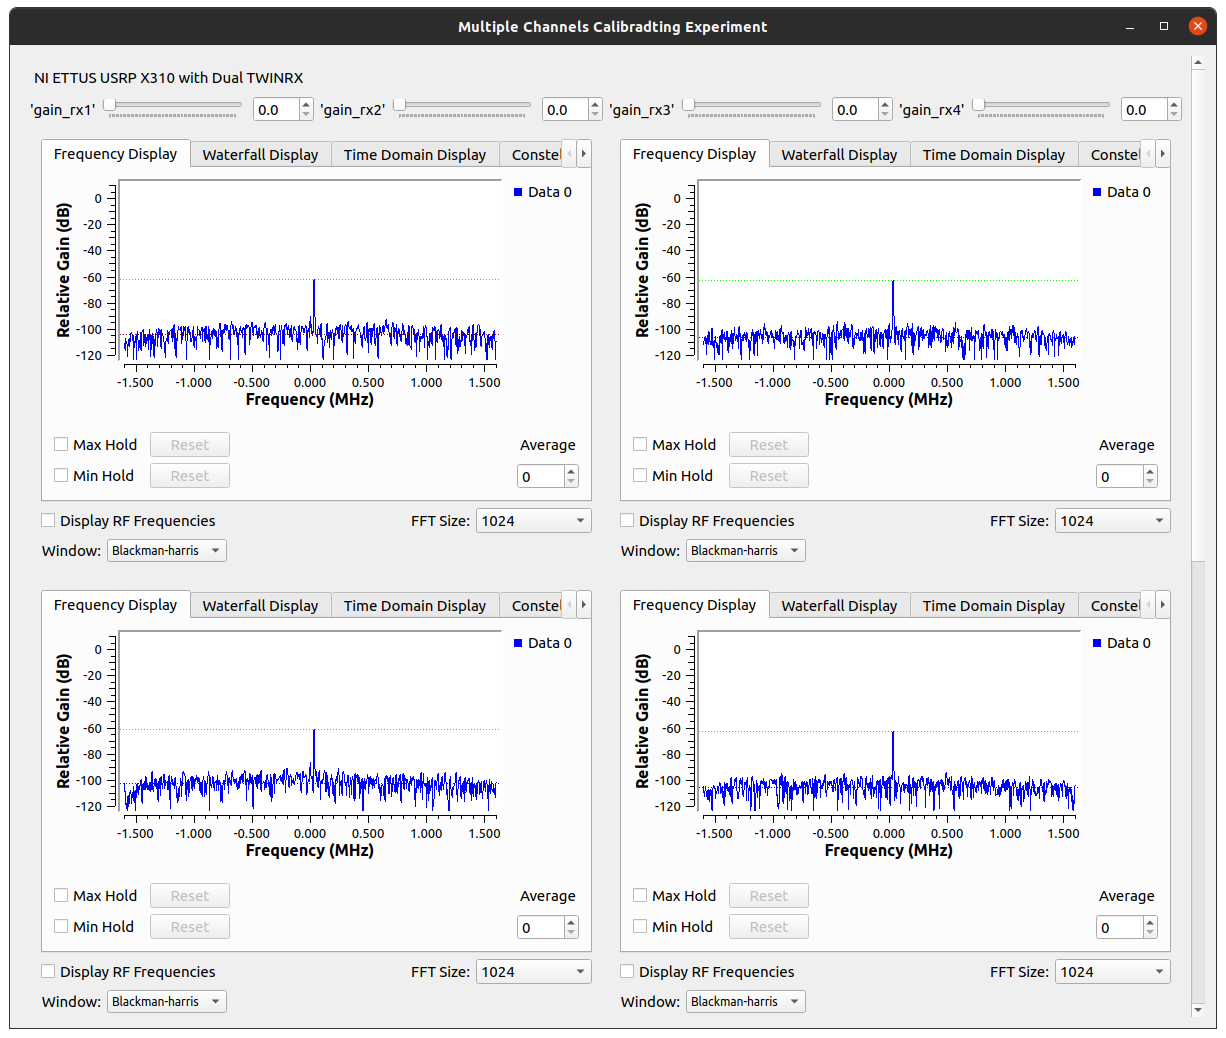 Multiple Channels Calibradting Experiment
NI ETTUS USRP X310 with Dual TWINRX
'gain_rx1' 0.0 'gain_rx2' 0.0 'gain_rx3' 0.0 'gain_rx4' 0.0
Frequency Display Waterfall Display Time Domain Display Constel
Data 0
Relative Gain (dB)
0
-20
-40
-60
-80
-100
-120
-1.500 -1.000 -0.500 0.000 0.500 1.000 1.500
Frequency (MHz)
Max Hold Reset Average
Min Hold Reset 0
Display RF Frequencies FFT Size: 1024
Window: Blackman-harris
Frequency Display Waterfall Display Time Domain Display Constel
Data 0
Relative Gain (dB)
0
-20
-40
-60
-80
-100
-120
-1.500 -1.000 -0.500 0.000 0.500 1.000 1.500
Frequency (MHz)
Max Hold Reset Average
Min Hold Reset 0
Display RF Frequencies FFT Size: 1024
Window: Blackman-harris
Frequency Display Waterfall Display Time Domain Display Constel
Data 0
Relative Gain (dB)
0
-20
-40
-60
-80
-100
-120
-1.500 -1.000 -0.500 0.000 0.500 1.000 1.500
Frequency (MHz)
Max Hold Reset Average
Min Hold Reset 0
Display RF Frequencies FFT Size: 1024
Window: Blackman-harris
Frequency Display Waterfall Display Time Domain Display Constel
Data 0
Relative Gain (dB)
0
-20
-40
-60
-80
-100
-120
-1.500 -1.000 -0.500 0.000 0.500 1.000 1.500
Frequency (MHz)
Max Hold Reset Average
Min Hold Reset 0
Display RF Frequencies FFT Size: 1024
Window: Blackman-harris